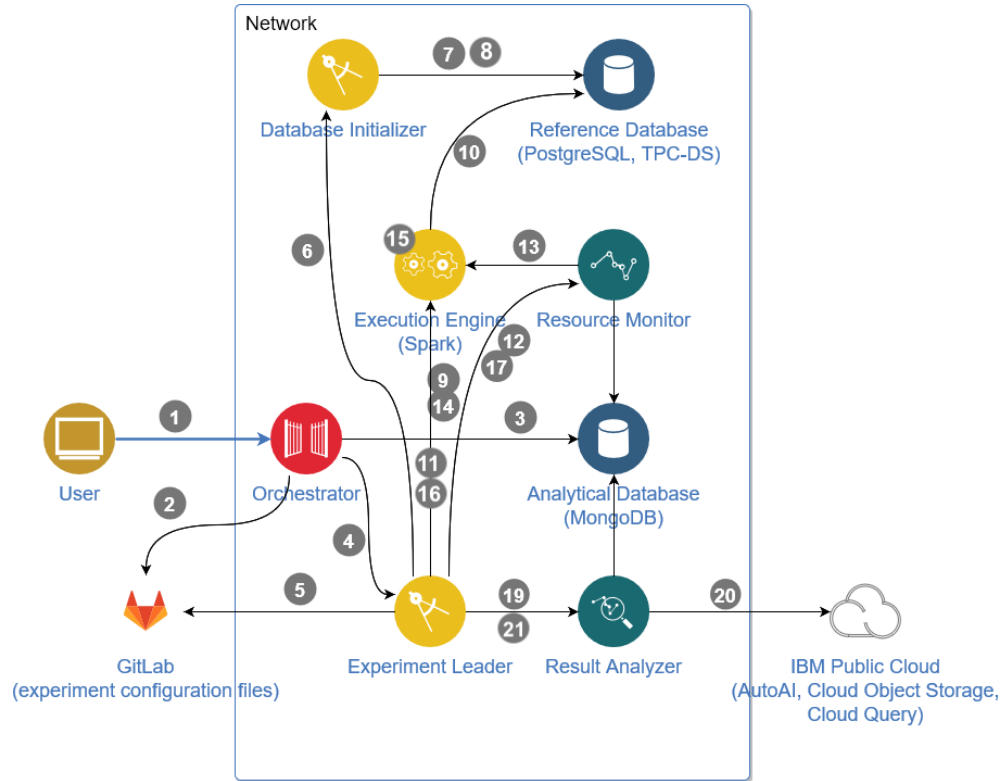 Network
7 8
Database Initializer
Reference Database
(PostgreSQL, TPC-DS)
10
6
15
13
Execution Engine
(Spark)
Resource Monitor
12
17
9
14
1
3
User
Orchestrator
11
16
Analytical Database
(MongoDB)
2
4
5
19
21
20
GitLab
(experiment configuration files)
Experiment Leader
Result Analyzer
IBM Public Cloud
(AutoAI, Cloud Object Storage,
Cloud Query)